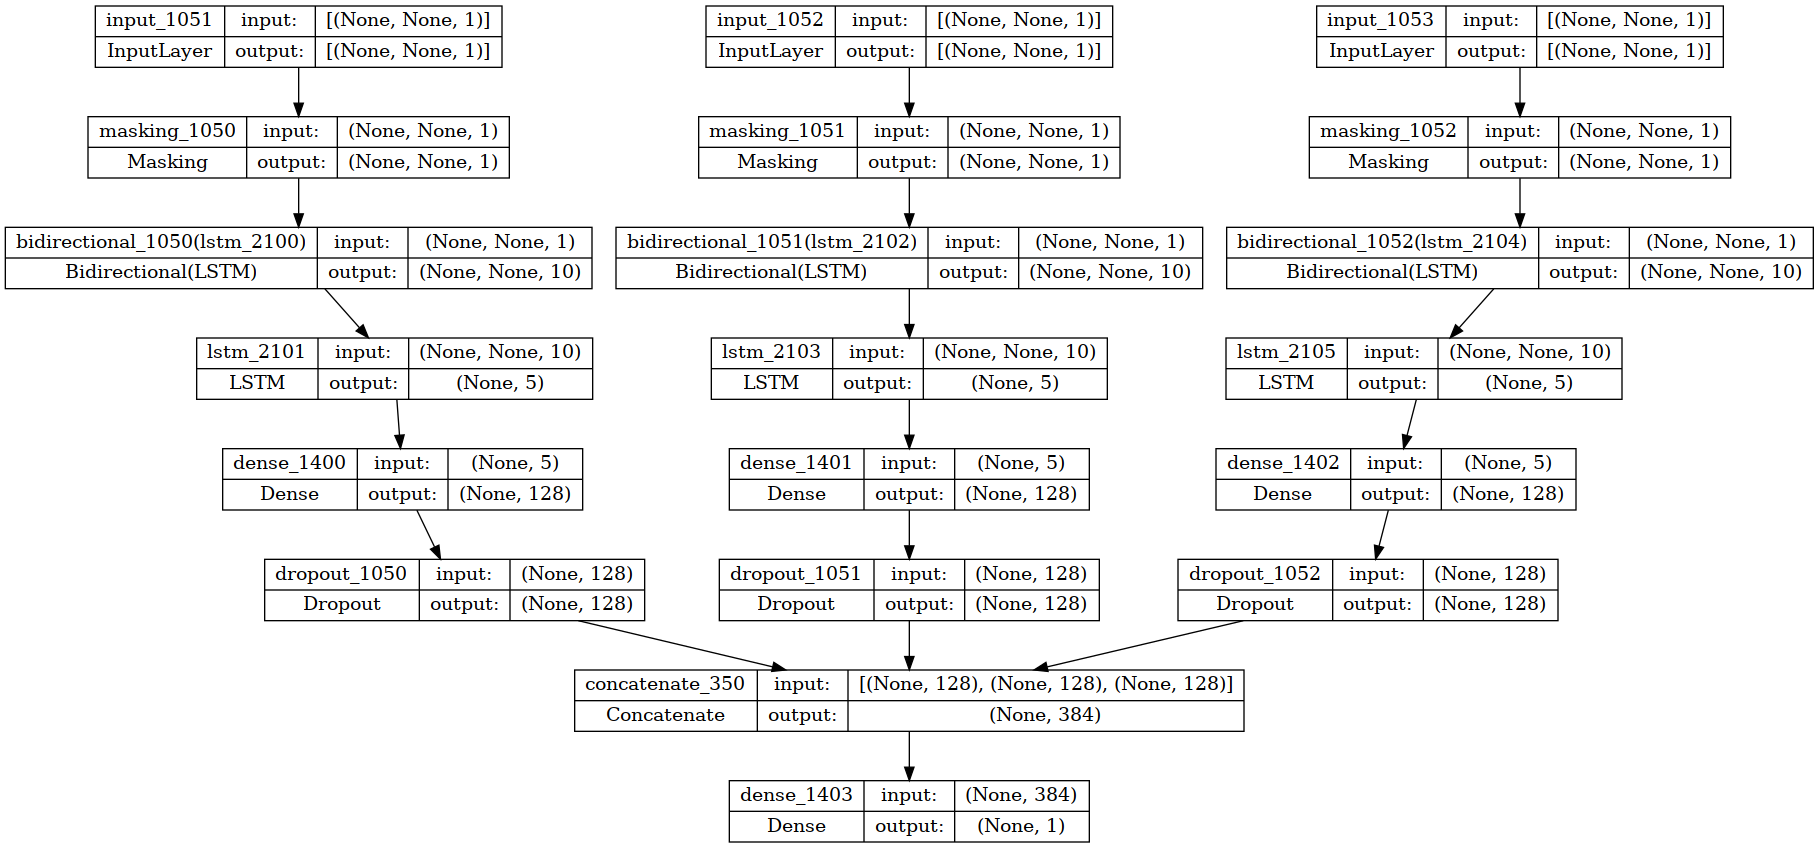 input_1051 input: [(None, None, 1)]
InputLayer output: [(None, None, 1)]
input_1052 input: [(None, None, 1)]
InputLayer output: [(None, None, 1)]
input_1053 input: [(None, None, 1)]
InputLayer output: [(None, None, 1)]
masking_1050 input: (None, None, 1)
Masking output: (None, None, 1)
masking_1051 input: (None, None, 1)
Masking output: (None, None, 1)
masking_1052 input: (None, None, 1)
Masking output: (None, None, 1)
bidirectional_1050(lstm_2100) input: (None, None, 1)
Bidirectional(LSTM) output: (None, None, 10)
bidirectional_1051(lstm_2102) input: (None, None, 1)
Bidirectional(LSTM) output: (None, None, 10)
bidirectional_1052(lstm_2104) input: (None, None, 1)
Bidirectional(LSTM) output: (None, None, 10)
lstm_2101 input: (None, None, 10)
LSTM output: (None, 5)
lstm_2103 input: (None, None, 10)
LSTM output: (None, 5)
lstm_2105 input: (None, None, 10)
LSTM output: (None, 5)
dense_1400 input: (None, 5)
Dense output: (None, 128)
dense_1401 input: (None, 5)
Dense output: (None, 128)
dense_1402 input: (None, 5)
Dense output: (None, 128)
dropout_1050 input: (None, 128)
Dropout output: (None, 128)
dropout_1051 input: (None, 128)
Dropout output: (None, 128)
dropout_1052 input: (None, 128)
Dropout output: (None, 128)
concatenate_350 input: [(None, 128), (None, 128), (None, 128)]
Concatenate output: (None, 384)
dense_1403 input: (None, 384)
Dense output: (None, 1)